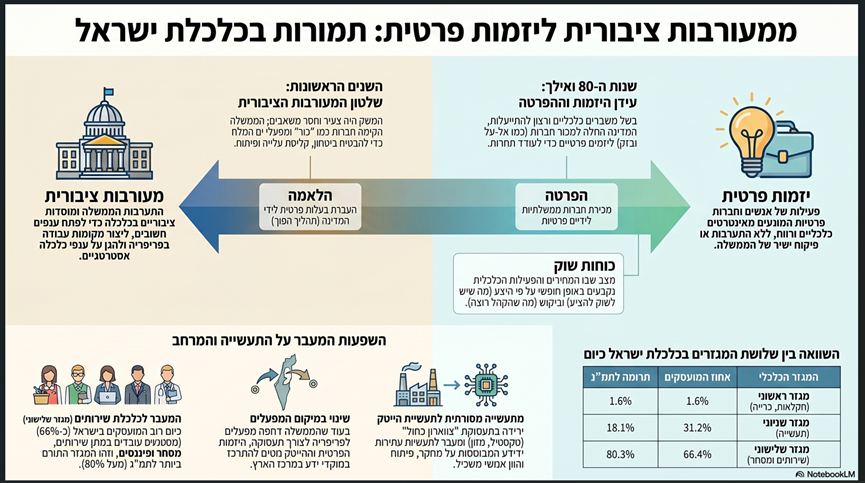 ממעורבות ציבורית ליזמות פרטית: תמורות בכלכלת ישראל
שנות ה-80 ואילך:
עידן היזמות וההפרטה
בשל משברים כלכליים ורצון להתייעלות,
המדינה החלה למכור חברות (כמו אל-על
ובזק) ליזמים פרטיים כדי לעודד תחרות.
השנים הראשונות:
שלטון המעורבות הציבורית
המשק היה צעיר וחסר משאבים; הממשלה
הקימה חברות כמו "כור" ומפעלי ים המלח
כדי להבטיח ביטחון, קליטת עלייה ופיתוח.
יזמות פרטית
פעילות של אנשים וחברות
פרטיות המונעים מאינטרסים
כלכליים ורווח, ללא התערבות או
פיקוח ישיר של הממשלה.
הפרטה
מכירת חברות ממשלתיות
לידיים פרטיות
הלאמה
העברת בעלות פרטית לידי
המדינה (תהליך הפוך)
מעורבות ציבורית
התערבות הממשלה ומוסדות
ציבוריים בכלכלה כדי לפתח ענפים
חשובים, ליצור מקומות עבודה
בפריפריה ולהגן על ענפי כלכלה
אסטרטגיים.
כוחות שוק
מצב שבו המחירים והפעילות הכלכלית
נקבעים באופן חופשי על פי היצע (מה שיש
לשוק להציע) וביקוש (מה שהקהל רוצה).
השוואה בין שלושת המגזרים בכלכלת ישראל כיום
המגזר הכלכלי אחוז המועסקים תרומה לתמ"ג
מגזר ראשוני
(חקלאות, כרייה) 1.6% 1.6%
מגזר שניוני
(תעשייה) 31.2% 18.1%
מגזר שלישוני
(שירותים ומסחר) 66.4% 80.3%
השפעות המעבר על התעשייה והמרחב
מתעשייה מסורתית לתעשיית הייטק
ירידה בתעסוקת "צווארון כחול"
(טקסטיל, מזון) ומעבר לתעשיות עתירות
ידע המבוססות על מחקר, פיתוח
והון אנושי משכיל.
שינוי במיקום המפעלים
בעוד שהממשלה דחפה מפעלים
לפריפריה לצורך תעסוקה, היזמות
הפרטית וההייטק נוטים להתרכז
במוקדי ידע במרכז הארץ.
המעבר לכלכלת שירותים (מגזר שלישוני)
כיום רוב המועסקים בישראל (כ-66%)
עובדים במתן שירותים,
מסחר ופיננסים, וזהו המגזר התורם
ביותר לתמ"ג (מעל 80%).
NotebookLM